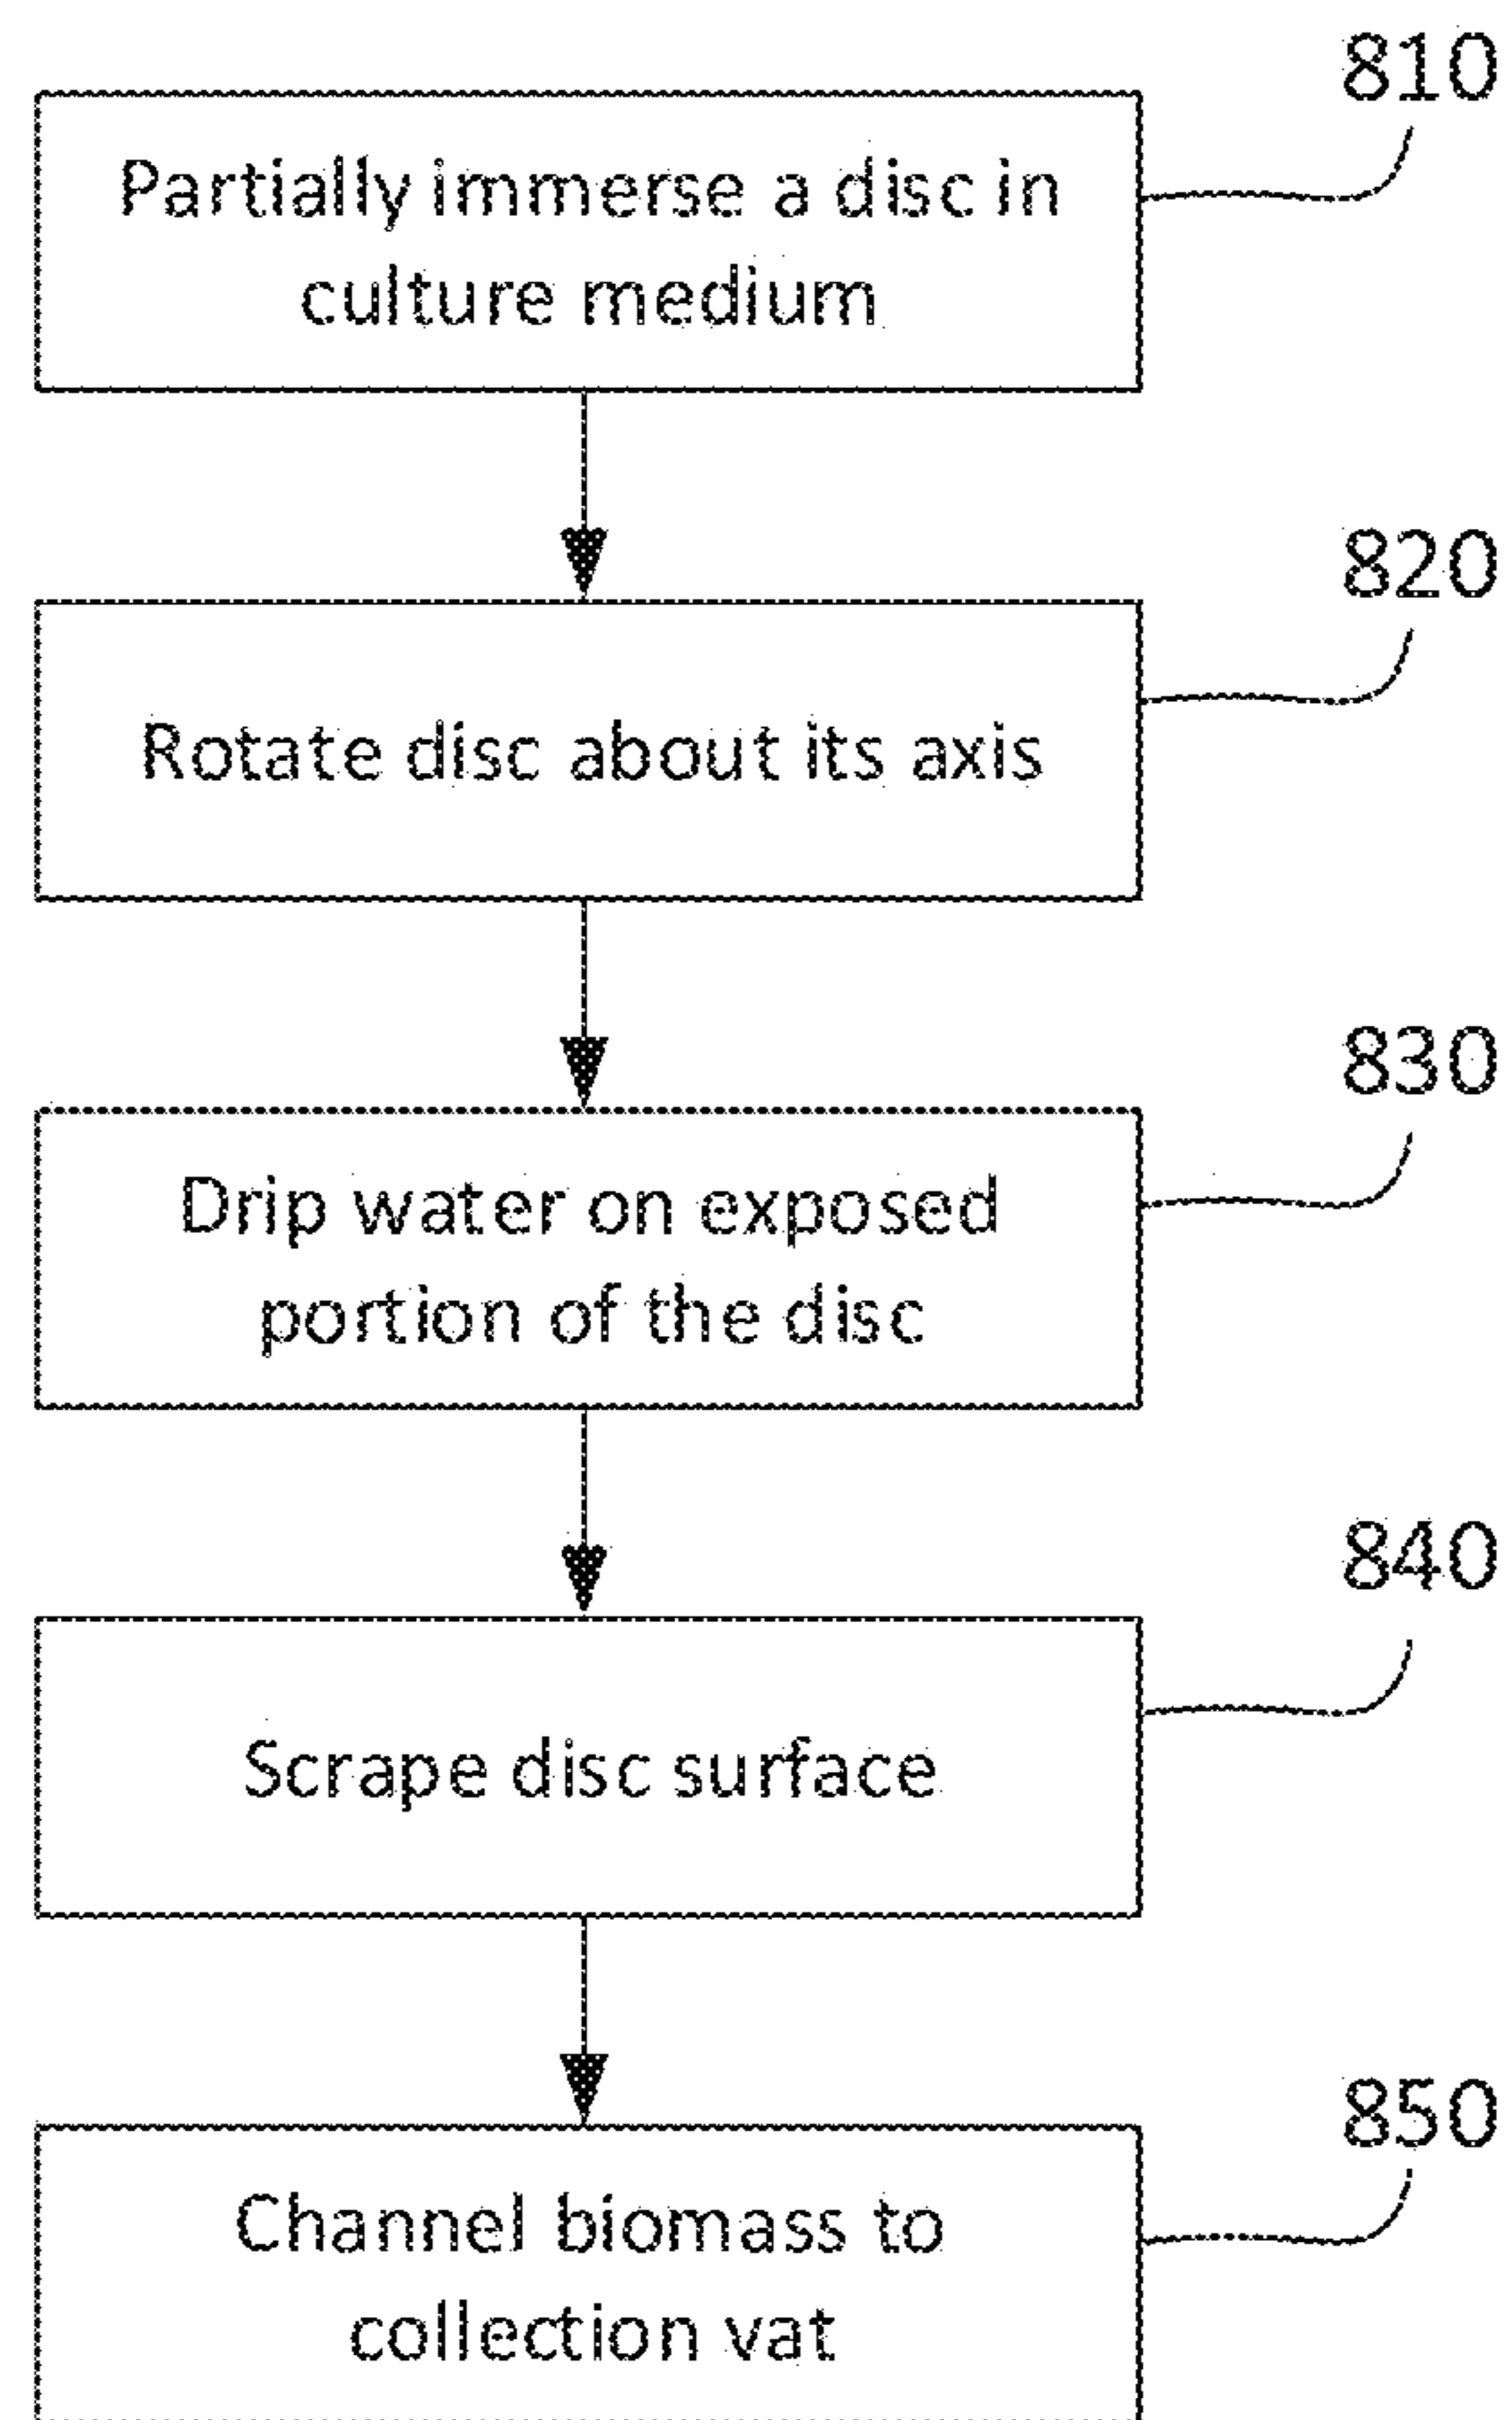 810
Partially immerse a disc in
culture medium
820
Rotate disc about its axis
830
Drip water on exposed
portion of the disc
840
Scrape disc surface
850
Channel biomass to
collection vat